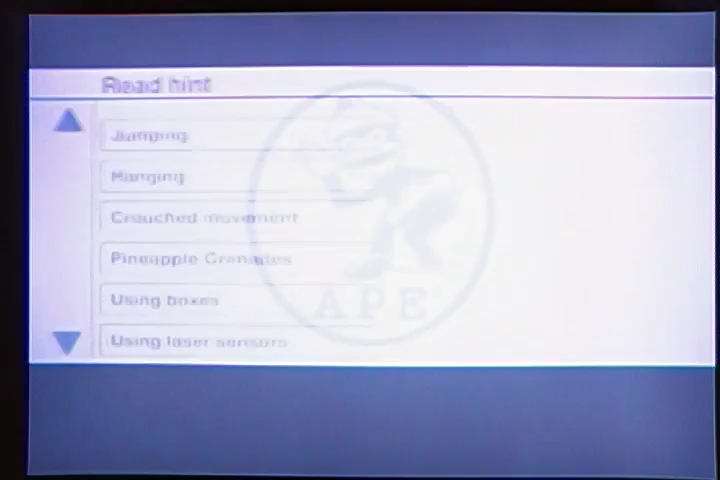 Read hint
Jumping
Hanging
Crouched movement
Pineapple Grenades
Using boxes
Using laser sensors
APE